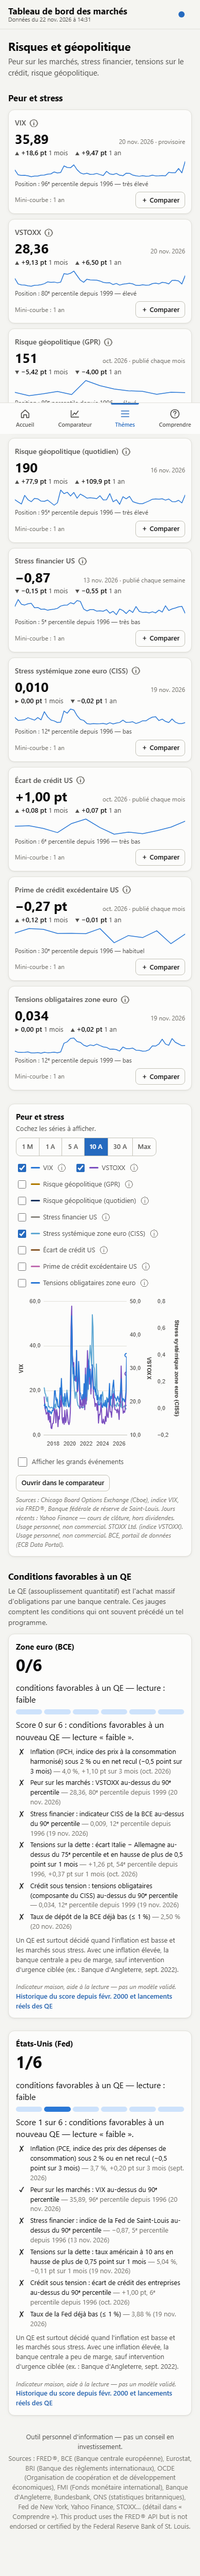 Tableau de bord des marchés
Données du 22 nov. 2026 à 14:31
Risques et géopolitique
Peur sur les marchés, stress financier, tensions sur le
crédit, risque géopolitique.
Peur et stress
VIX
35,89 20 nov. 2026 · provisoire
▲ +18,6 pt 1 mois ▲ +9,47 pt 1 an
Position : 96ᵉ percentile depuis 1996 — très élevé
Mini-courbe : 1 an + Comparer
VSTOXX
28,36 20 nov. 2026
▲ +9,13 pt 1 mois ▲ +6,50 pt 1 an
Position : 80ᵉ percentile depuis 1999 — élevé
Mini-courbe : 1 an + Comparer
Risque géopolitique (GPR)
151 oct. 2026 · publié chaque mois
▼ −5,42 pt 1 mois ▼ −4,00 pt 1 an
Accueil Comparateur Thèmes Comprendre
Risque géopolitique (quotidien)
190 16 nov. 2026
▲ +77,9 pt 1 mois ▲ +109,9 pt 1 an
Position : 95ᵉ percentile depuis 1996 — très élevé
Mini-courbe : 1 an + Comparer
Stress financier US
−0,87 13 nov. 2026 · publié chaque semaine
▼ −0,15 pt 1 mois ▼ −0,55 pt 1 an
Position : 5ᵉ percentile depuis 1996 — très bas
Mini-courbe : 1 an + Comparer
Stress systémique zone euro (CISS)
0,010 19 nov. 2026
▸ 0,00 pt 1 mois ▼ −0,02 pt 1 an
Position : 12ᵉ percentile depuis 1996 — bas
Mini-courbe : 1 an + Comparer
Écart de crédit US
+1,00 pt oct. 2026 · publié chaque mois
▲ +0,08 pt 1 mois ▲ +0,07 pt 1 an
Position : 6ᵉ percentile depuis 1996 — très bas
Mini-courbe : 1 an + Comparer
Prime de crédit excédentaire US
−0,27 pt oct. 2026 · publié chaque mois
▲ +0,12 pt 1 mois ▼ −0,01 pt 1 an
Position : 30ᵉ percentile depuis 1996 — habituel
Mini-courbe : 1 an + Comparer
Tensions obligataires zone euro
0,034 19 nov. 2026
▸ 0,00 pt 1 mois ▲ +0,02 pt 1 an
Position : 12ᵉ percentile depuis 1999 — bas
Mini-courbe : 1 an + Comparer
Peur et stress
Cochez les séries à afficher.
1 M 1 A 5 A 10 A 30 A Max
VIX VSTOXX
Risque géopolitique (GPR)
Risque géopolitique (quotidien)
Stress financier US
Stress systémique zone euro (CISS)
Écart de crédit US
Prime de crédit excédentaire US
Tensions obligataires zone euro
60,0 50,0 0,8
0,6
40,0 40,0
0,4
VIX VSTOXX Stress systémique zone euro (CISS)
30,0 0,2
20,0
20,0 0,0
0,0 10,0 −0,2
2018 2020 2022 2024 2026
Afficher les grands événements
Ouvrir dans le comparateur
Sources : Chicago Board Options Exchange (Cboe), indice VIX,
via FRED®, Banque fédérale de réserve de Saint-Louis. Jours
récents : Yahoo Finance — cours de clôture, hors dividendes.
Usage personnel, non commercial. STOXX Ltd. (indice VSTOXX).
Usage personnel, non commercial. BCE, portail de données
(ECB Data Portal).
Conditions favorables à un QE
Le QE (assouplissement quantitatif) est l'achat massif
d'obligations par une banque centrale. Ces jauges
comptent les conditions qui ont souvent précédé un tel
programme.
Zone euro (BCE)
0/6
conditions favorables à un QE — lecture :
faible
Score 0 sur 6 : conditions favorables à un
nouveau QE — lecture « faible ».
✗ Inflation (IPCH, indice des prix à la consommation
harmonisé) sous 2 % ou en net recul (−0,5 point sur
3 mois) — 4,0 %, +1,10 pt sur 3 mois (oct. 2026)
✗ Peur sur les marchés : VSTOXX au-dessus du 90ᵉ
percentile — 28,36, 80ᵉ percentile depuis 1999 (20
nov. 2026)
✗ Stress financier : indicateur CISS de la BCE au-dessus
du 90ᵉ percentile — 0,009, 12ᵉ percentile depuis
1996 (19 nov. 2026)
✗ Tensions sur la dette : écart Italie − Allemagne au-
dessus du 75ᵉ percentile et en hausse de plus de 0,5
point sur 1 mois — +1,26 pt, 54ᵉ percentile depuis
1996, +0,37 pt sur 1 mois (oct. 2026)
✗ Crédit sous tension : tensions obligataires
(composante du CISS) au-dessus du 90ᵉ percentile
— 0,034, 12ᵉ percentile depuis 1999 (19 nov. 2026)
✗ Taux de dépôt de la BCE déjà bas (≤ 1 %) — 2,50 %
(20 nov. 2026)
Un QE est surtout décidé quand l'inflation est basse et
les marchés sous stress. Avec une inflation élevée, la
banque centrale a peu de marge, sauf intervention
d'urgence ciblée (ex. : Banque d'Angleterre, sept. 2022).
Indicateur maison, aide à la lecture — pas un modèle validé.
Historique du score depuis févr. 2000 et lancements
réels des QE
États-Unis (Fed)
1/6
conditions favorables à un QE — lecture :
faible
Score 1 sur 6 : conditions favorables à un
nouveau QE — lecture « faible ».
✗ Inflation (PCE, indice des prix des dépenses de
consommation) sous 2 % ou en net recul (−0,5
point sur 3 mois) — 3,7 %, +0,20 pt sur 3 mois (sept.
2026)
✓ Peur sur les marchés : VIX au-dessus du 90ᵉ
percentile — 35,89, 96ᵉ percentile depuis 1996 (20
nov. 2026)
✗ Stress financier : indice de la Fed de Saint-Louis au-
dessus du 90ᵉ percentile — −0,87, 5ᵉ percentile
depuis 1996 (13 nov. 2026)
✗ Tensions sur la dette : taux américain à 10 ans en
hausse de plus de 0,75 point sur 1 mois — 5,04 %,
−0,11 pt sur 1 mois (19 nov. 2026)
✗ Crédit sous tension : écart de crédit des entreprises
au-dessus du 90ᵉ percentile — +1,00 pt, 6ᵉ
percentile depuis 1996 (oct. 2026)
✗ Taux de la Fed déjà bas (≤ 1 %) — 3,88 % (19 nov.
2026)
Un QE est surtout décidé quand l'inflation est basse et
les marchés sous stress. Avec une inflation élevée, la
banque centrale a peu de marge, sauf intervention
d'urgence ciblée (ex. : Banque d'Angleterre, sept. 2022).
Indicateur maison, aide à la lecture — pas un modèle validé.
Historique du score depuis févr. 2000 et lancements
réels des QE
Outil personnel d'information — pas un conseil en
investissement.
Sources : FRED®, BCE (Banque centrale européenne), Eurostat,
BRI (Banque des règlements internationaux), OCDE
(Organisation de coopération et de développement
économiques), FMI (Fonds monétaire international), Banque
d'Angleterre, Bundesbank, ONS (statistiques britanniques),
Fed de New York, Yahoo Finance, STOXX… (détail dans «
Comprendre »). This product uses the FRED® API but is not
endorsed or certified by the Federal Reserve Bank of St. Louis.